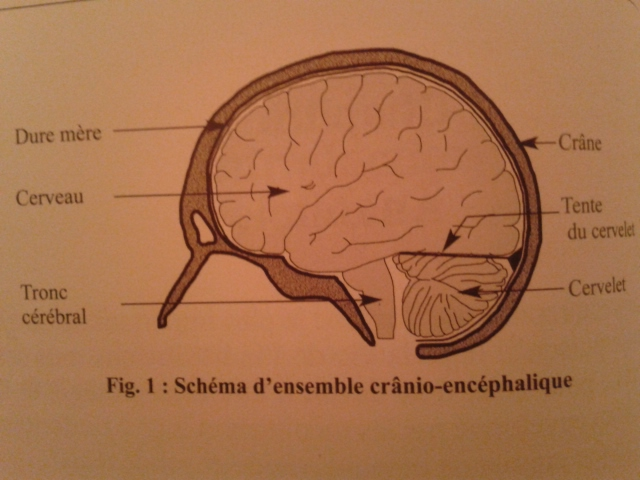 Dure mère
Crâne
Cerveau
Tente
du cervelet
Tronc
cérébral
Cervelet
Fig. 1 : Schéma d'ensemble crânio-encéphalique